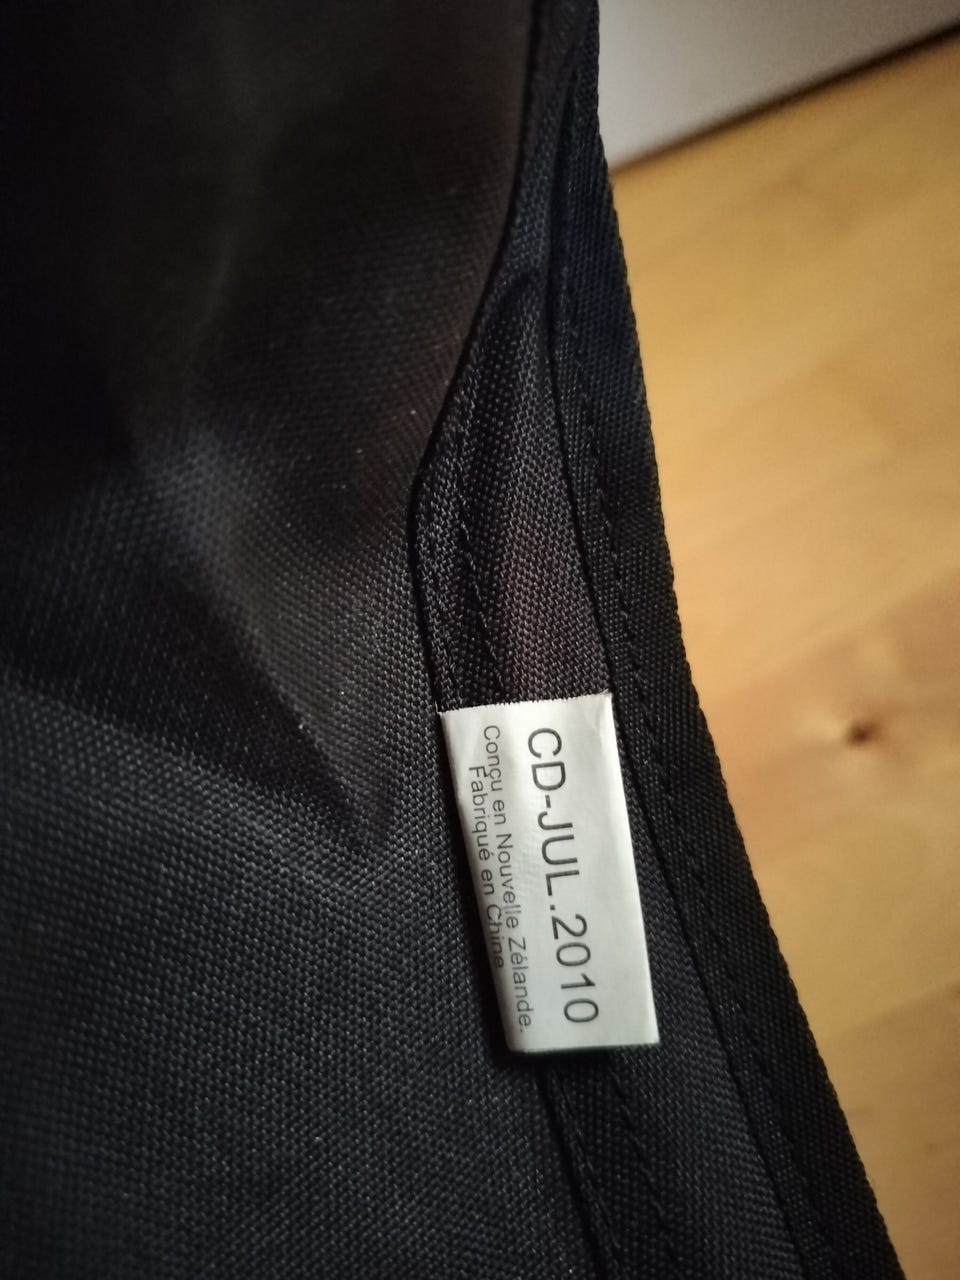 CD-JUL.2010
Conçu en Nouvelle Zélande.
Fabriqué en Chine